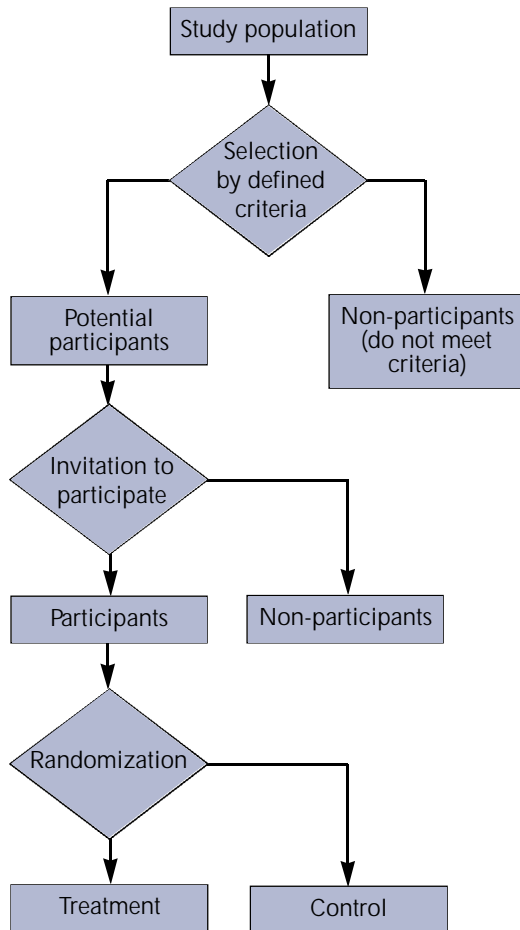 Study population
Selection
by defined
criteria
Potential
participants
Non-participants
(do not meet
criteria)
Invitation to
participate
Participants
Non-participants
Randomization
Treatment
Control